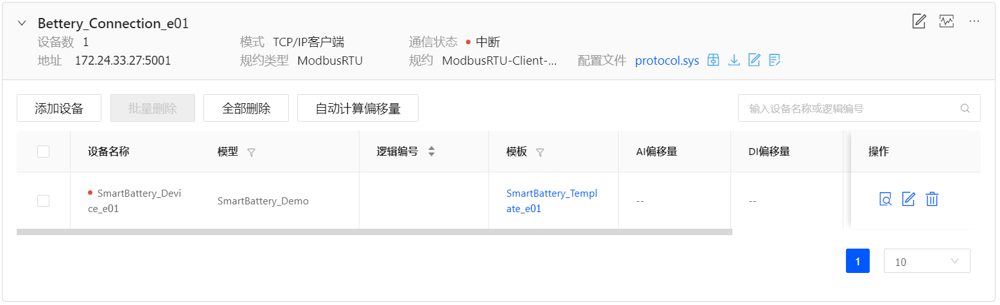 Bettery_Connection_e01
设备数 1 模式 TCP/IP客户端 通信状态 中断
地址 172.24.33.27:5001 规约类型 ModbusRTU 规约 ModbusRTU-Client-... 配置文件 protocol.sys
添加设备 批量删除 全部删除 自动计算偏移量 输入设备名称或逻辑编号
设备名称 模型 逻辑编号 模板 AI偏移量 DI偏移量 操作
SmartBattery_Devi
ce_e01
SmartBattery_Demo
SmartBattery_Templ
ate_e01
-- --
1 10